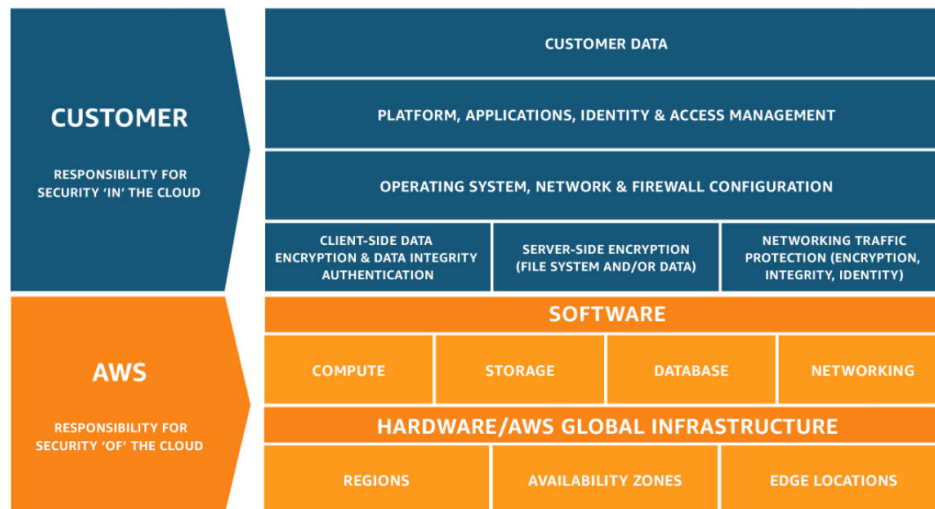 CUSTOMER
RESPONSIBILITY FOR
SECURITY ‘IN’ THE CLOUD
CUSTOMER DATA
PLATFORM, APPLICATIONS, IDENTITY & ACCESS MANAGEMENT
OPERATING SYSTEM, NETWORK & FIREWALL CONFIGURATION
CLIENT-SIDE DATA
ENCRYPTION & DATA INTEGRITY
AUTHENTICATION
SERVER-SIDE ENCRYPTION
(FILE SYSTEM AND/OR DATA)
NETWORKING TRAFFIC
PROTECTION (ENCRYPTION,
INTEGRITY, IDENTITY)
AWS
RESPONSIBILITY FOR
SECURITY ‘OF’ THE CLOUD
SOFTWARE
COMPUTE
STORAGE
DATABASE
NETWORKING
HARDWARE/AWS GLOBAL INFRASTRUCTURE
REGIONS
AVAILABILITY ZONES
EDGE LOCATIONS